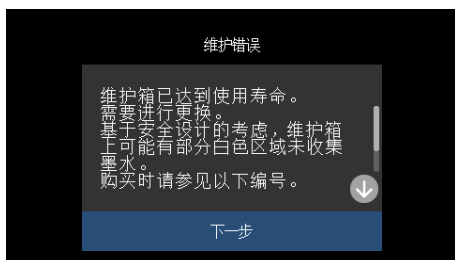 维护错误
维护箱已达到使用寿命。
需要进行更换。
基于安全设计的考虑，维护箱
上可能有部分白色区域未收集
墨水。
购买时请参见以下编号。
下一步